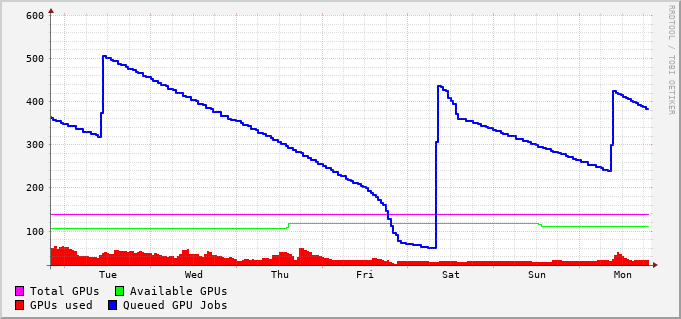 600
500
400
300
200
100
Tue Wed Thu Fri Sat Sun Mon
Total GPUs Available GPUs
GPUs used Queued GPU Jobs
RRDTOOL / TOBI OETIKER